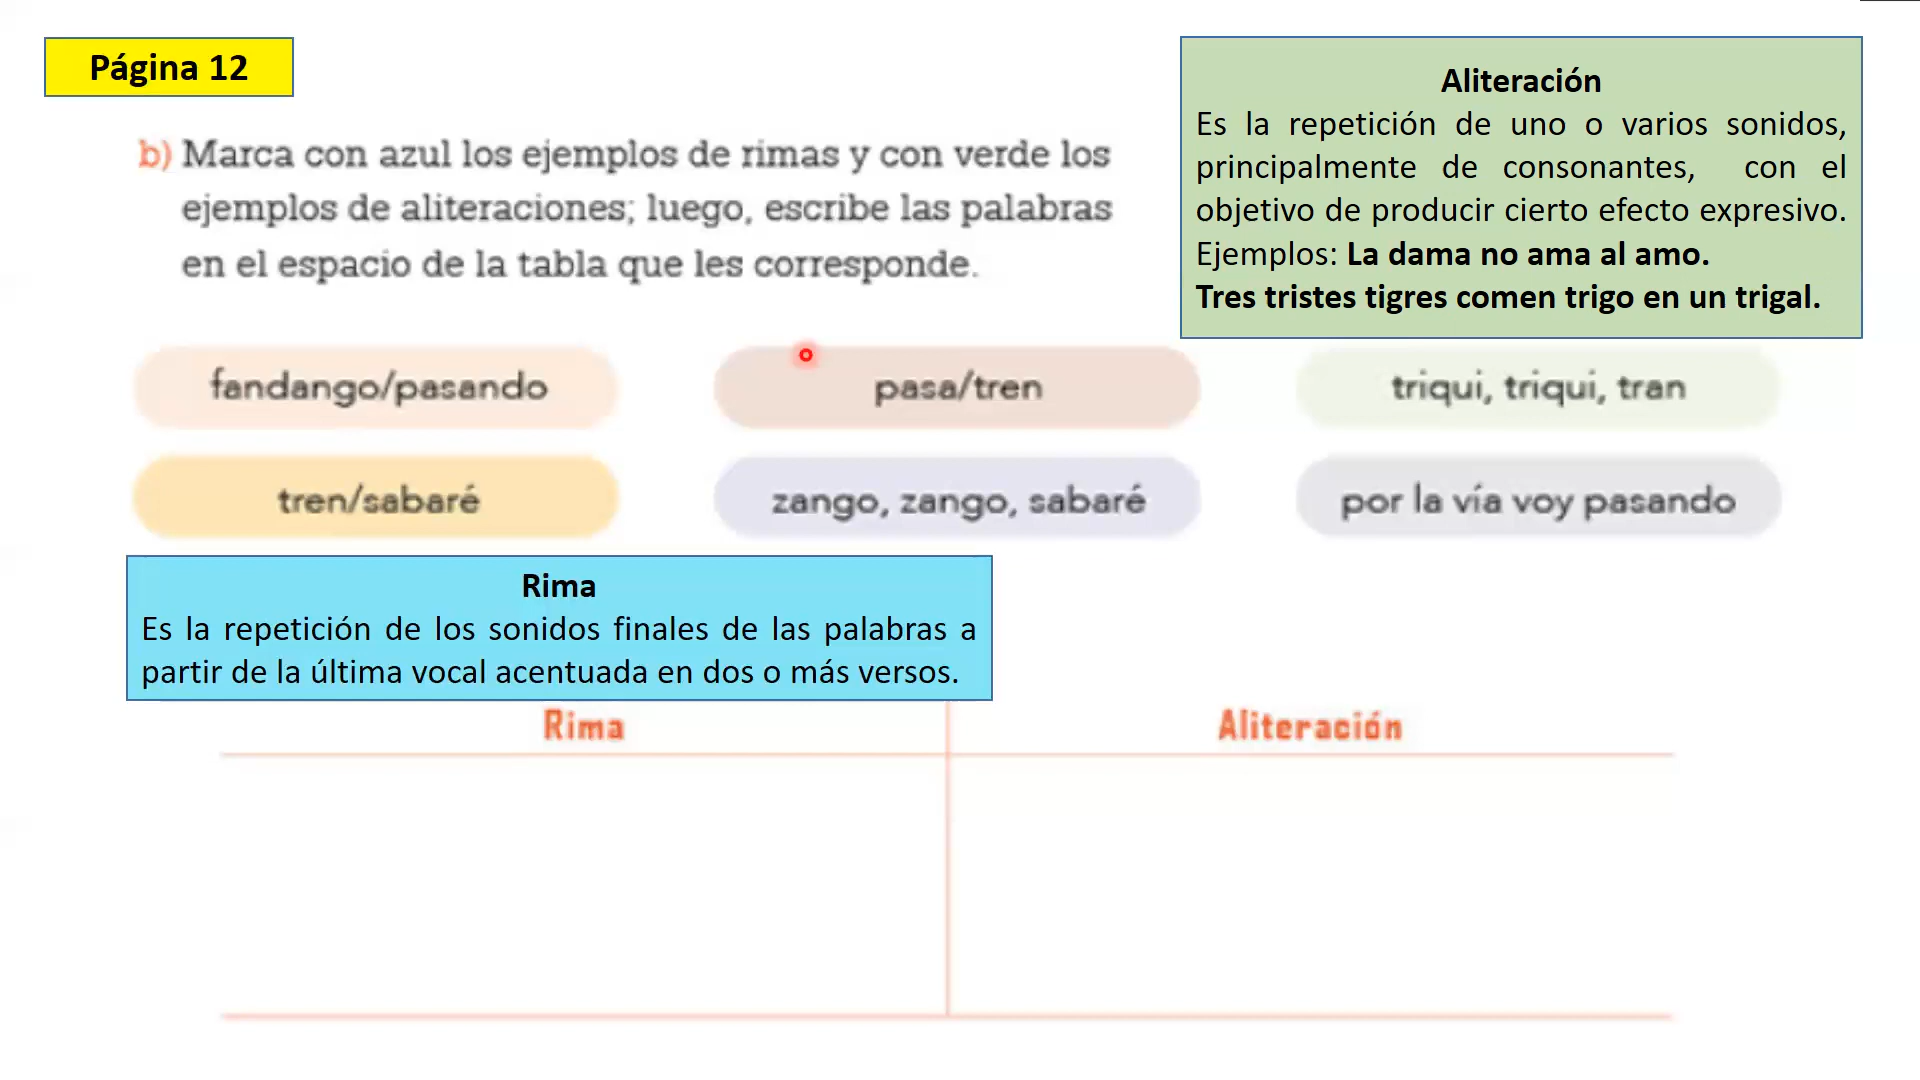 Página 12
b) Marca con azul los ejemplos de rimas y con verde los
ejemplos de aliteraciones; luego, escribe las palabras
en el espacio de la tabla que les corresponde.
Aliteración
Es la repetición de uno o varios sonidos,
principalmente de consonantes, con el
objetivo de producir cierto efecto expresivo.
Ejemplos: La dama no ama al amo.
Tres tristes tigres comen trigo en un trigal.
fandango/pasando
pasa/tren
triqui, triqui, tran
tren/sabaré
zango, zango, sabaré
por la vía voy pasando
Rima
Es la repetición de los sonidos finales de las palabras a
partir de la última vocal acentuada en dos o más versos.
Rima
Aliteración